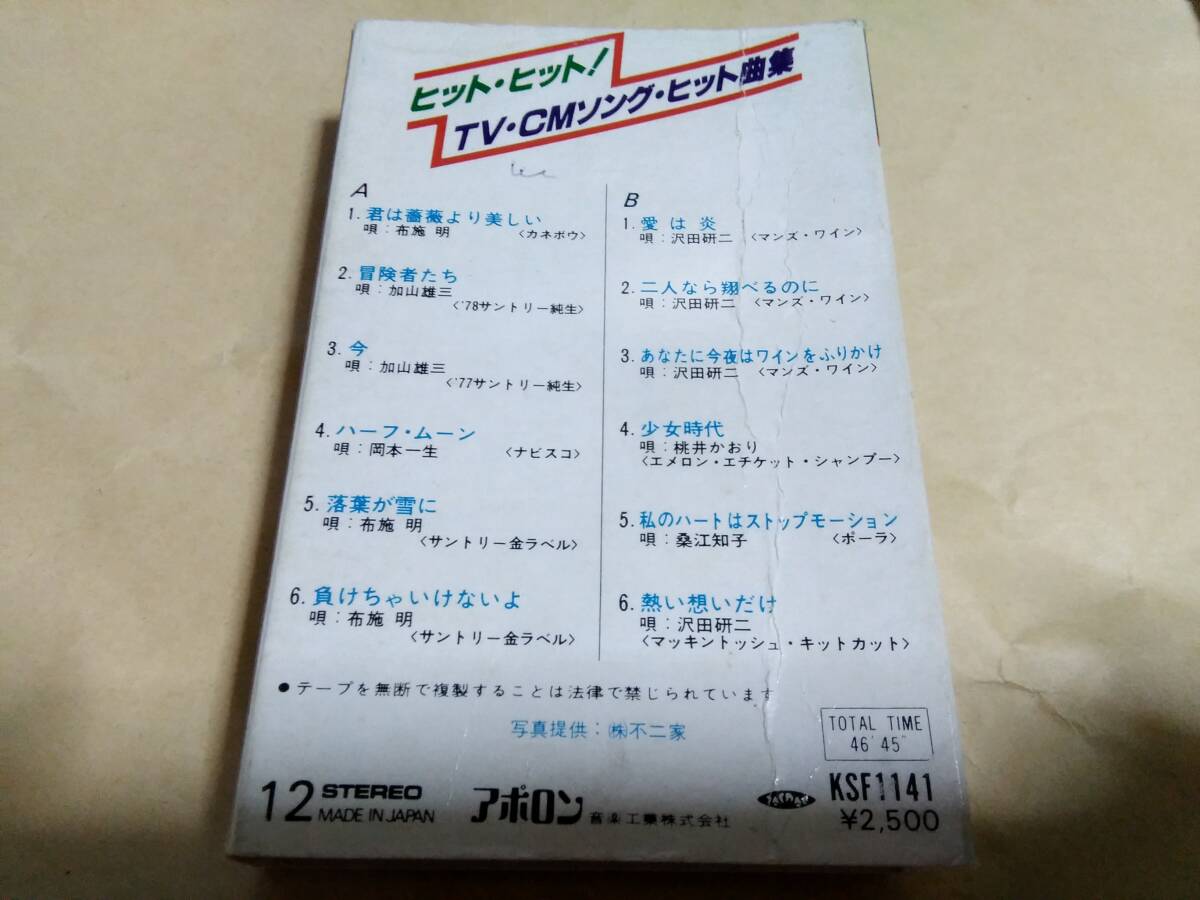 ヒット・ヒット!
TV・CMソング・ヒット曲集
A
1. 君は薔薇より美しい
唄:布施 明 〈カネボウ〉
2. 冒険者たち
唄:加山雄三
〈'78サントリー純生〉
3. 今
唄:加山雄三
〈'77サントリー純生〉
4. ハーフ・ムーン
唄:岡本一生 〈ナビスコ〉
5. 落葉が雪に
唄:布施 明
〈サントリー金ラベル〉
6. 負けちゃいけないよ
唄:布施 明
〈サントリー金ラベル〉
B
1. 愛は炎
唄:沢田研二 〈マンズ・ワイン〉
2. 二人なら翔べるのに
唄:沢田研二 〈マンズ・ワイン〉
3. あなたに今夜はワインをふりかけ
唄:沢田研二 〈マンズ・ワイン〉
4. 少女時代
唄:桃井かおり
〈エメロン・エチケット・シャンプー〉
5. 私のハートはストップモーション
唄:桑江知子 〈ポーラ〉
6. 熱い想いだけ
唄:沢田研二
〈マッキントッシュ・キットカット〉
●テープを無断で複製することは法律で禁じられています
写真提供:㈱不二家
TOTAL TIME
46'45"
12 STEREO
MADE IN JAPAN
アポロン音楽工業株式会社
KSF1141
¥2,500